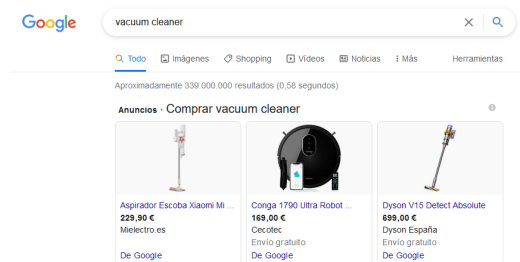 Google
vacuum cleaner
Todo Imágenes Shopping Vídeos Noticias Más Herramientas
Aproximadamente 339.000.000 resultados (0,58 segundos)
Anuncios · Comprar vacuum cleaner
Aspirador Escoba Xiaomi Mi ...
229,90 €
Mielectro.es
De Google
Conga 1790 Ultra Robot ...
169,00 €
Cecotec
Envío gratuito
De Google
Dyson V15 Detect Absolute
699,00 €
Dyson España
Envío gratuito
De Google